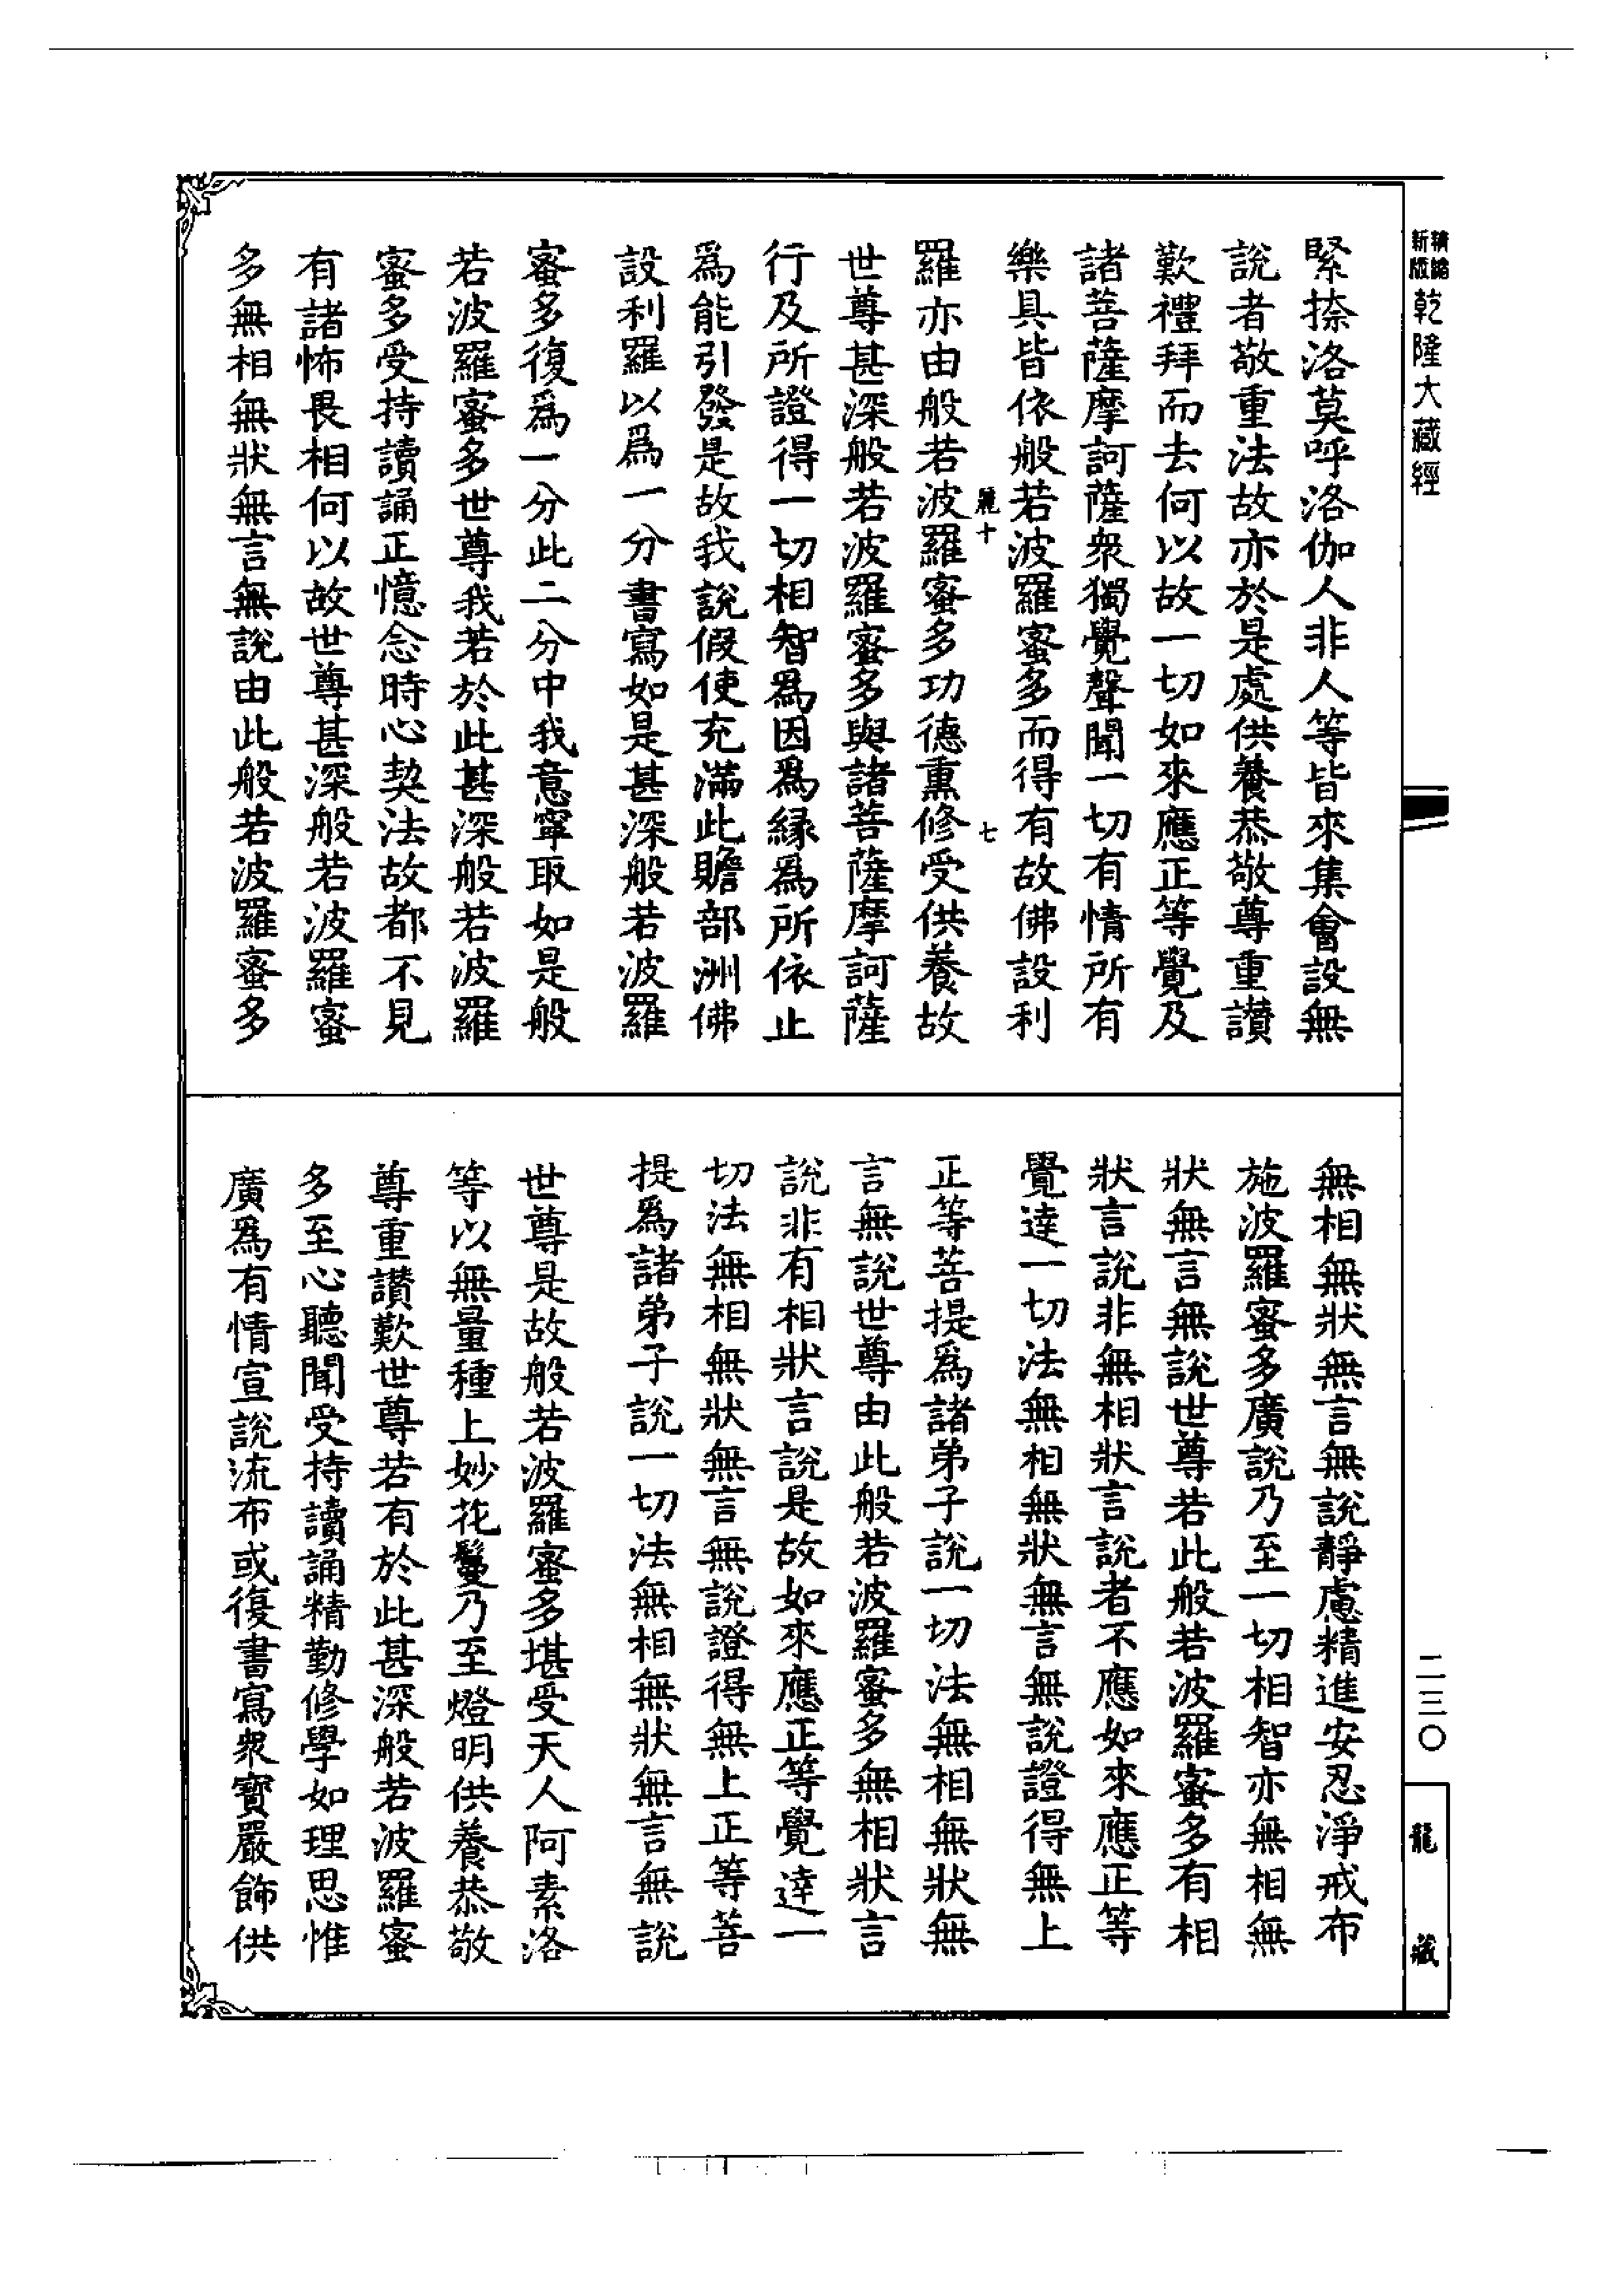 新版精縮乾隆大藏經
緊捺洛莫呼洛伽人非人等皆來集會設無
說者敬重法故亦於是處供養恭敬尊重讚
歎禮拜而去何以故一切如來應正等覺及
諸菩薩摩訶薩衆獨覺聲聞一切有情所有
樂具皆依般若波羅蜜多而得有故佛設利
麗十 七
羅亦由般若波羅蜜多功德熏修受供養故
世尊甚深般若波羅蜜多與諸菩薩摩訶薩
行及所證得一切相智爲因爲緣爲所依止
爲能引發是故我說假使充滿此贍部洲佛
設利羅以爲一分書寫如是甚深般若波羅
蜜多復爲一分此二分中我意寧取如是般
若波羅蜜多世尊我若於此甚深般若波羅
蜜多受持讀誦正憶念時心契法故都不見
有諸怖畏相何以故世尊甚深般若波羅蜜
多無相無狀無言無說由此般若波羅蜜多
無相無狀無言無說靜慮精進安忍淨戒布
施波羅蜜多廣說乃至一切相智亦無相無
狀無言無說世尊若此般若波羅蜜多有相
狀言說非無相狀言說者不應如來應正等
覺達一切法無相無狀無言無說證得無上
正等菩提爲諸弟子說一切法無相無狀無
言無說世尊由此般若波羅蜜多無相狀言
說非有相狀言說是故如來應正等覺達一
切法無相無狀無言無說證得無上正等菩
提爲諸弟子說一切法無相無狀無言無說
世尊是故般若波羅蜜多堪受天人阿素洛
等以無量種上妙花鬘乃至燈明供養恭敬
尊重讚歎世尊若有於此甚深般若波羅蜜
多至心聽聞受持讀誦精勤修學如理思惟
廣爲有情宣說流布或復書寫衆寶嚴飾供
二三〇
龍藏